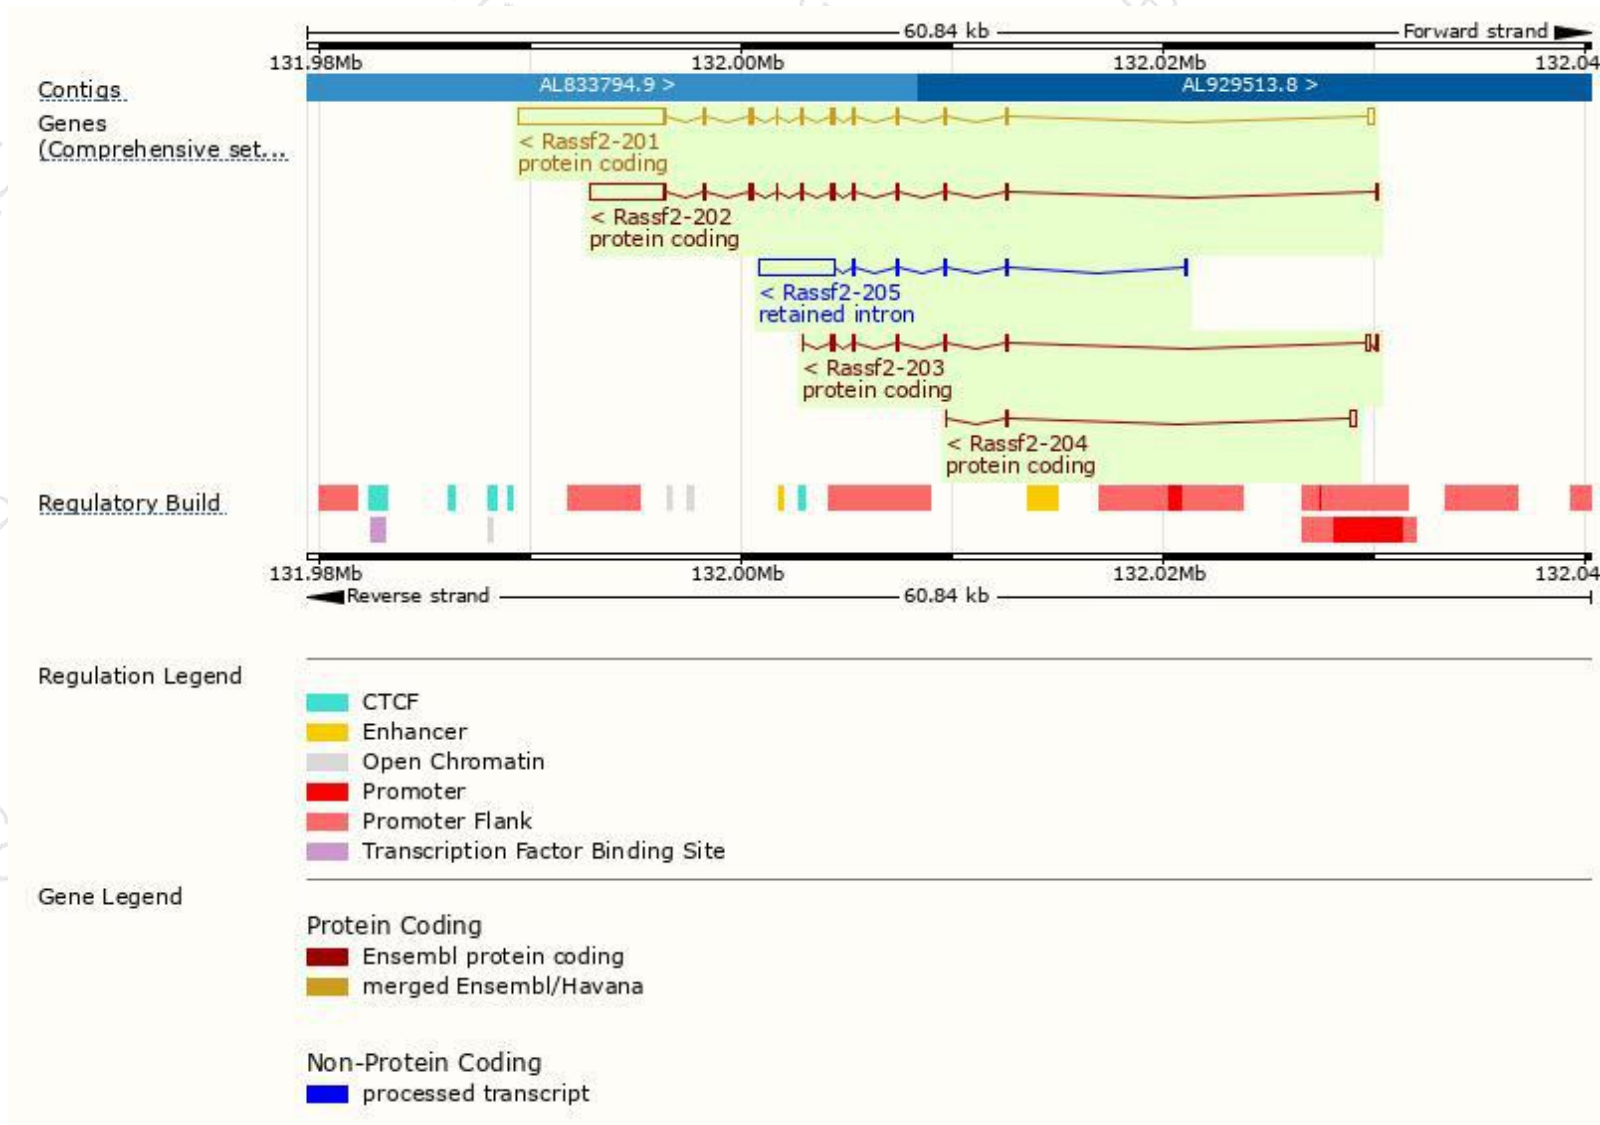 60.84 kb Forward strand
131.98Mb 132.00Mb 132.02Mb 132.04
Contigs AL833794.9 > AL929513.8 >
Genes
(Comprehensive set...
< Rassf2-201
protein coding
< Rassf2-202
protein coding
< Rassf2-205
retained intron
< Rassf2-203
protein coding
< Rassf2-204
protein coding
Regulatory Build
131.98Mb 132.00Mb 132.02Mb 132.04
Reverse strand 60.84 kb
Regulation Legend
CTCF
Enhancer
Open Chromatin
Promoter
Promoter Flank
Transcription Factor Binding Site
Gene Legend
Protein Coding
Ensembl protein coding
merged Ensembl/Havana
Non-Protein Coding
processed transcript